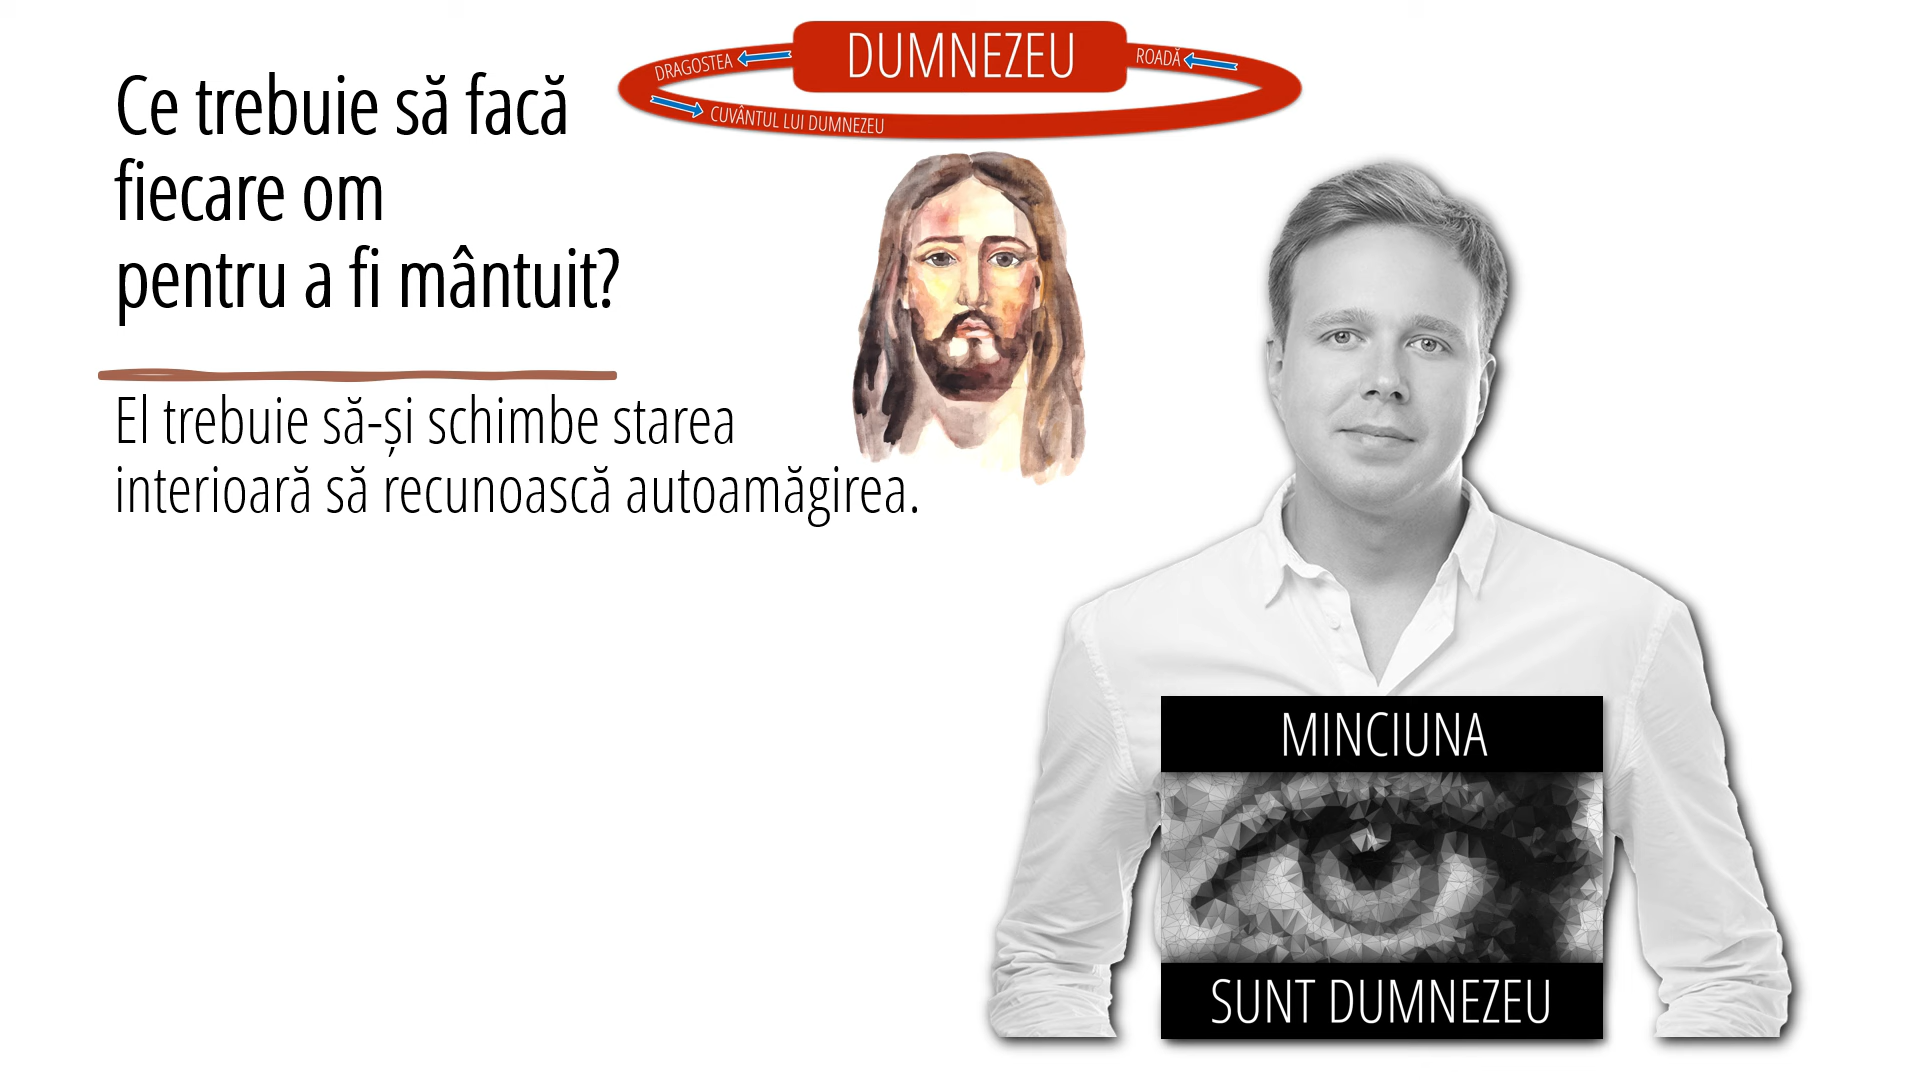 DUMNEZEU
DRAGOSTEA
ROADĂ
CUVÂNTUL LUI DUMNEZEU
Ce trebuie să facă
fiecare om
pentru a fi mântuit?
El trebuie să-și schimbe starea
interioară să recunoască autoamăgirea.
MINCIUNA
SUNT DUMNEZEU